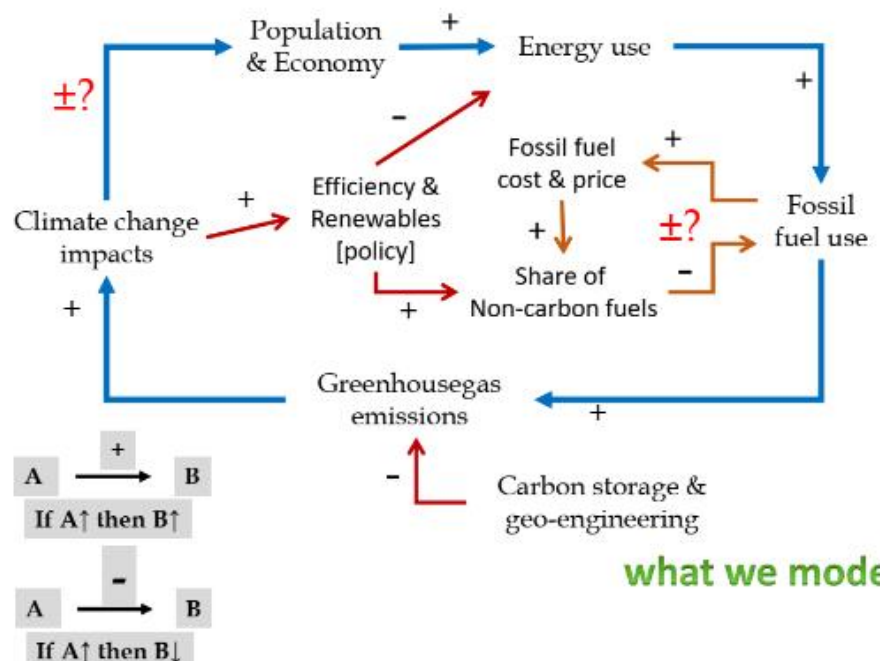 Population
& Economy
+
Energy use
+
±?
-
Fossil fuel
cost & price
+
Efficiency &
Renewables
[policy]
+
Climate change
impacts
+
±?
Fossil
fuel use
Share of
Non-carbon fuels
-
+
+
Greenhousegas
emissions
+
-
Carbon storage &
geo-engineering
A + B
If A↑ then B↑
A - B
If A↑ then B↓
what we mode